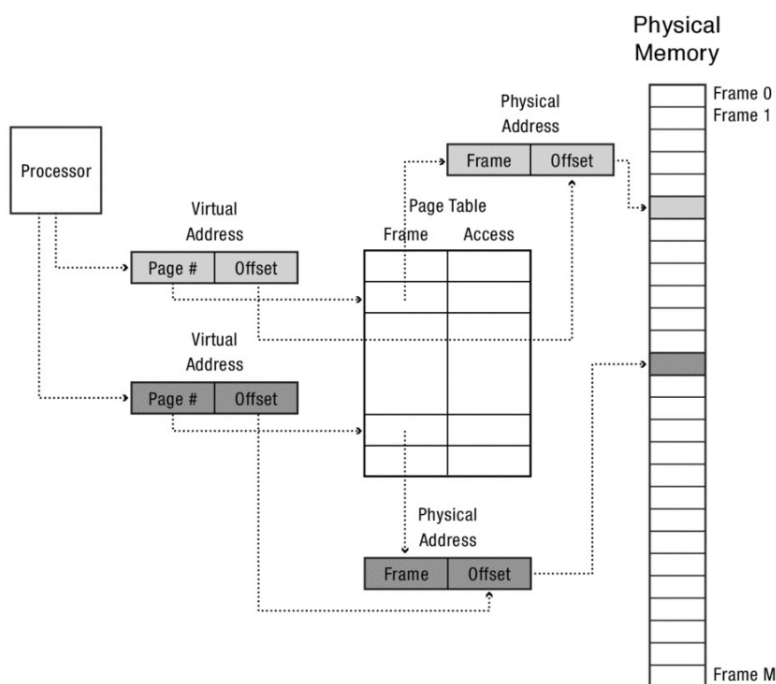 Physical
Memory
Frame 0
Frame 1
Physical
Address
Frame Offset
Processor
Virtual
Address
Page # Offset
Page Table
Frame Access
Virtual
Address
Page # Offset
Physical
Address
Frame Offset
Frame M